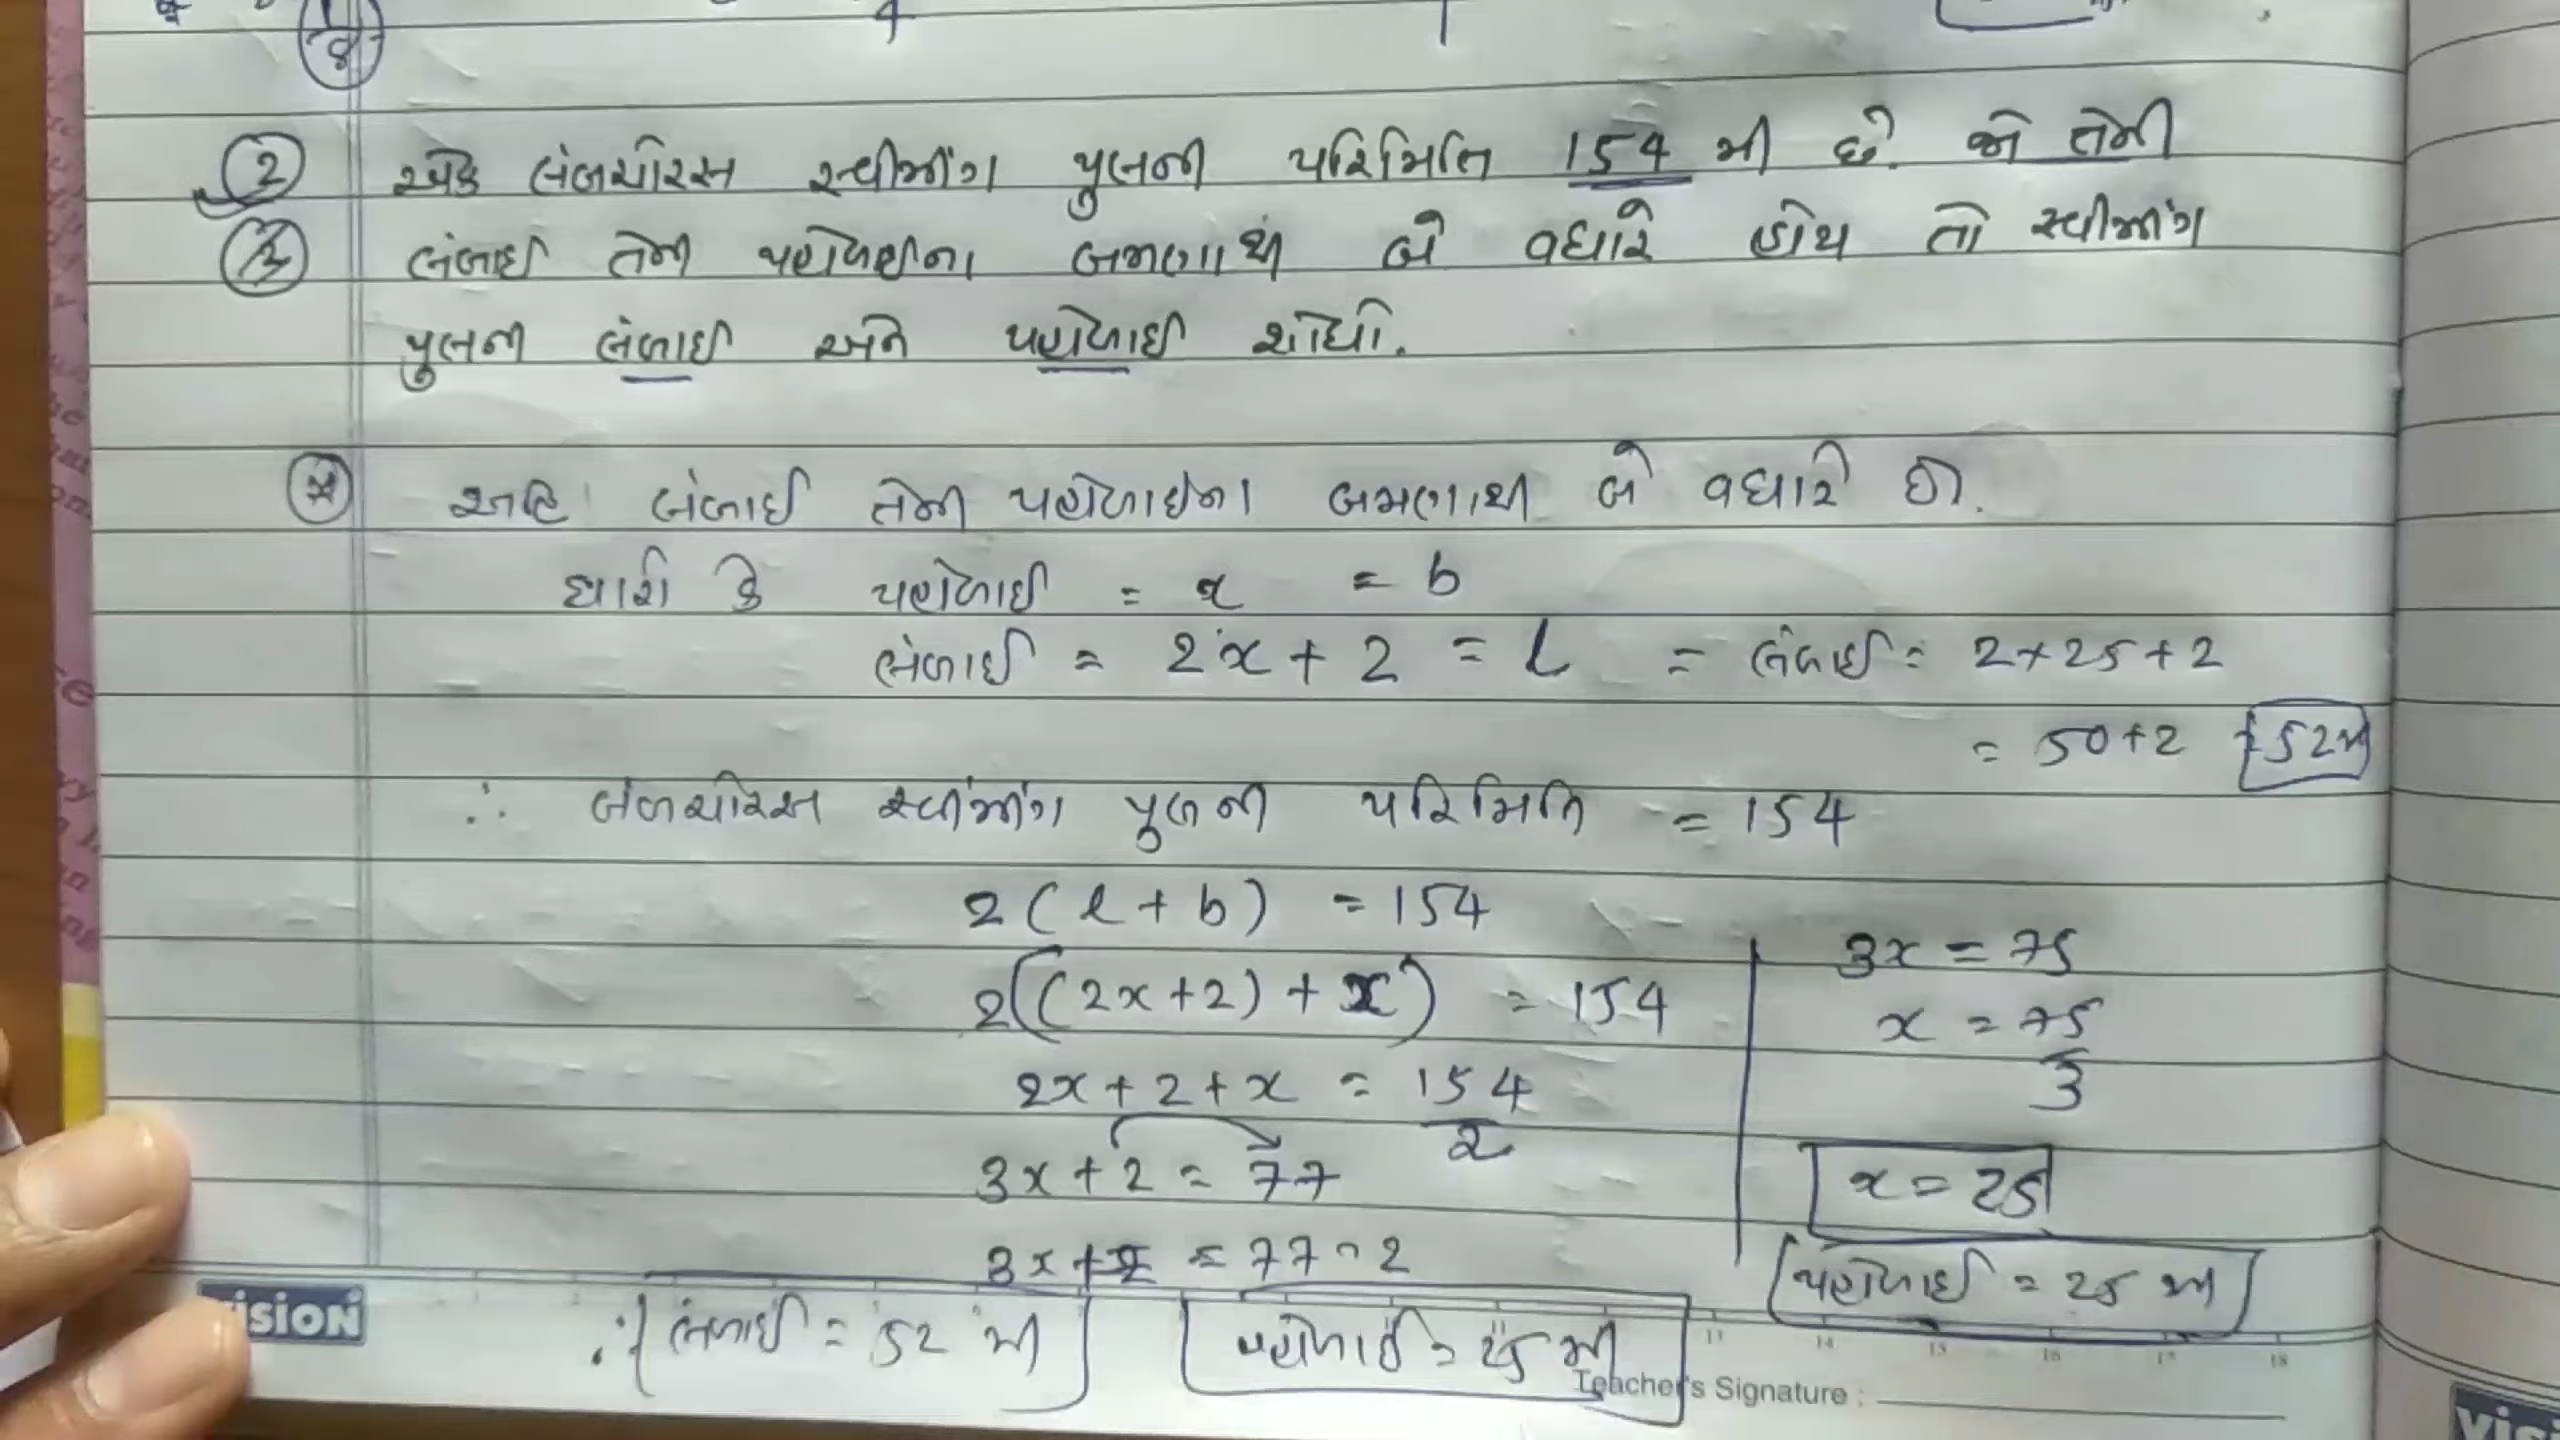 ② એક લંબચોરસ સ્વીમીંગ પુલની પરિમિતિ 154 મી છે. જો તેની
લંબાઈ તેની પહોળાઈના બમણાથી બે વધારે હોય તો સ્વીમીંગ
પુલની લંબાઈ અને પહોળાઈ શોધો.
અહિ લંબાઈ તેની પહોળાઈના બમણાથી બે વધારે છે.
ધારો કે પહોળાઈ = x = b
લંબાઈ = 2x + 2 = l = લંબાઈ = 2×25+2
= 50+2 = 52મી
∴ લંબચોરસ સ્વીમીંગ પુલની પરિમિતિ = 154
2(l+b) = 154
2((2x+2)+x) = 154
2x+2+x = 154/2
3x+2 = 77
3x = 77-2
3x = 75
x = 75/3
x = 25
પહોળાઈ = 25 મી
∴ લંબાઈ = 52 મી પહોળાઈ = 25 મી
Teacher's Signature :